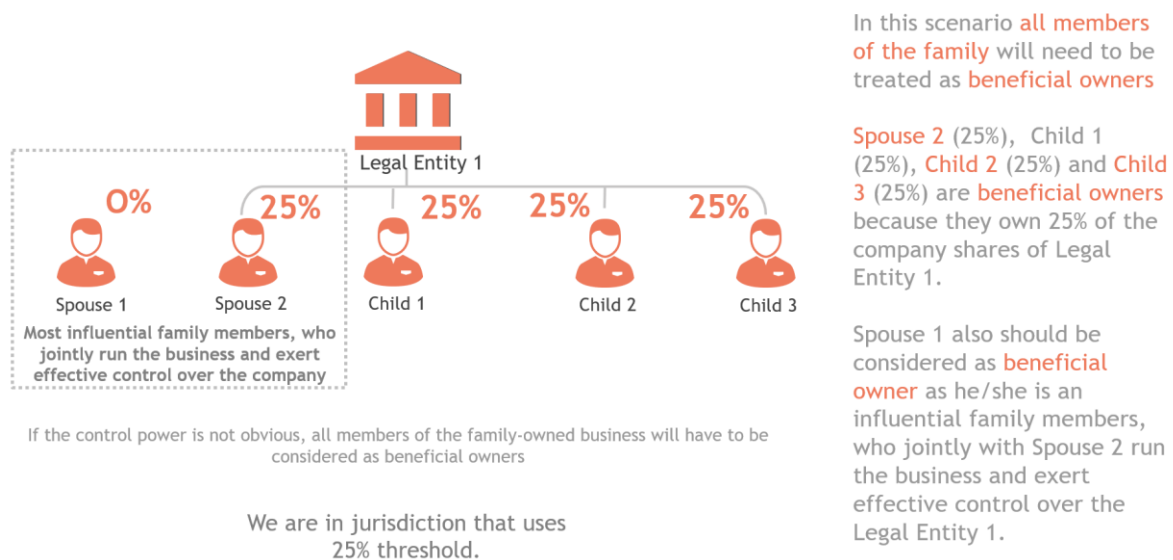 Legal Entity 1
0%
25%
25%
25%
25%
Spouse 1
Spouse 2
Child 1
Child 2
Child 3
Most influential family members, who
jointly run the business and exert
effective control over the company
If the control power is not obvious, all members of the family-owned business will have to be
considered as beneficial owners
We are in jurisdiction that uses
25% threshold.
In this scenario all members
of the family will need to be
treated as beneficial owners
Spouse 2 (25%), Child 1
(25%), Child 2 (25%) and Child
3 (25%) are beneficial owners
because they own 25% of the
company shares of Legal
Entity 1.
Spouse 1 also should be
considered as beneficial
owner as he/she is an
influential family members,
who jointly with Spouse 2 run
the business and exert
effective control over the
Legal Entity 1.